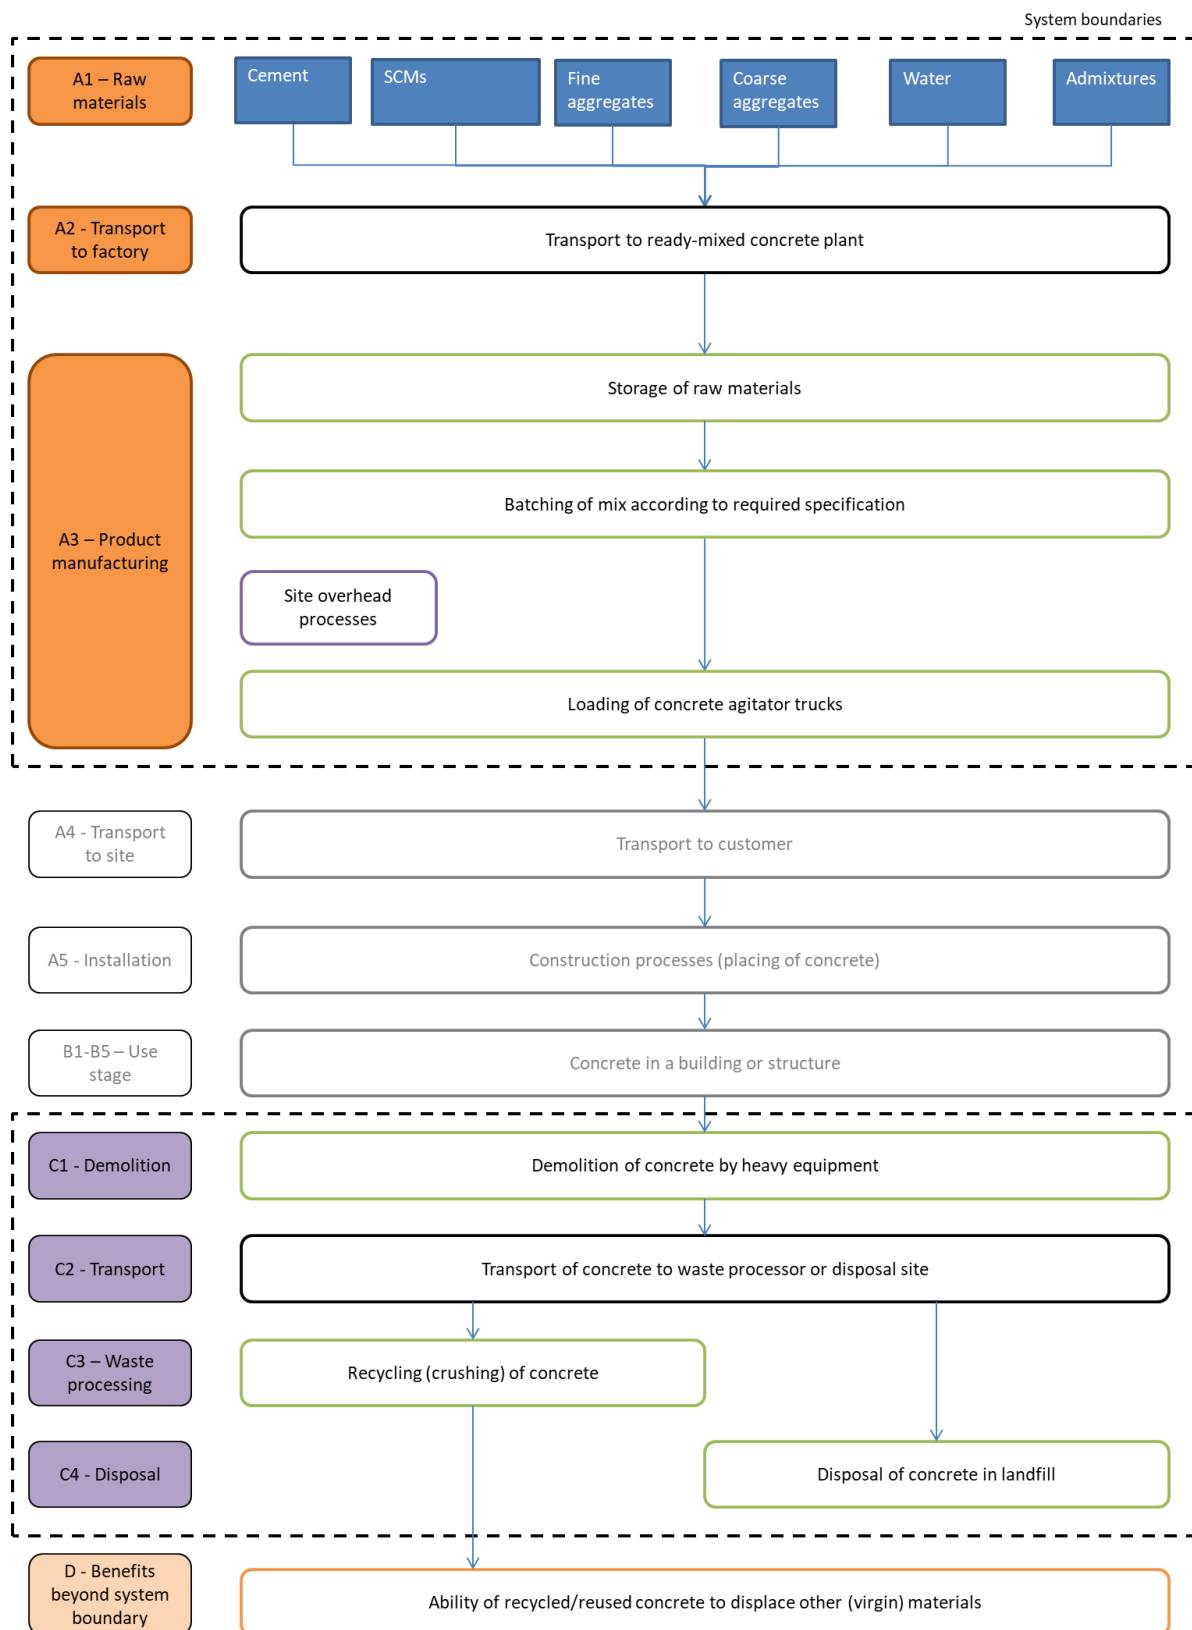 System boundaries
A1 – Raw
materials
Cement
SCMs
Fine
aggregates
Coarse
aggregates
Water
Admixtures
A2 - Transport
to factory
Transport to ready-mixed concrete plant
Storage of raw materials
Batching of mix according to required specification
A3 – Product
manufacturing
Site overhead
processes
Loading of concrete agitator trucks
A4 - Transport
to site
Transport to customer
A5 - Installation
Construction processes (placing of concrete)
B1-B5 – Use
stage
Concrete in a building or structure
C1 - Demolition
Demolition of concrete by heavy equipment
C2 - Transport
Transport of concrete to waste processor or disposal site
C3 – Waste
processing
Recycling (crushing) of concrete
C4 - Disposal
Disposal of concrete in landfill
D - Benefits
beyond system
boundary
Ability of recycled/reused concrete to displace other (virgin) materials